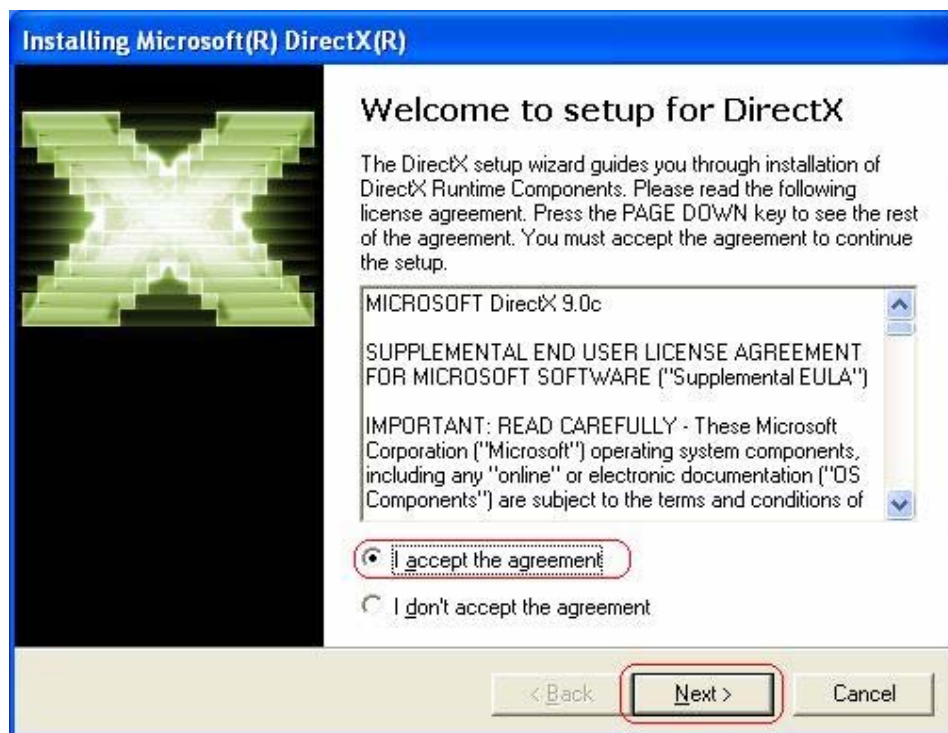 Installing Microsoft(R) DirectX(R)
Welcome to setup for DirectX
The DirectX setup wizard guides you through installation of
DirectX Runtime Components. Please read the following
license agreement. Press the PAGE DOWN key to see the rest
of the agreement. You must accept the agreement to continue
the setup.
MICROSOFT DirectX 9.0c
SUPPLEMENTAL END USER LICENSE AGREEMENT
FOR MICROSOFT SOFTWARE ("Supplemental EULA")
IMPORTANT: READ CAREFULLY - These Microsoft
Corporation ("Microsoft") operating system components,
including any "online" or electronic documentation ("OS
Components") are subject to the terms and conditions of
I accept the agreement
I don't accept the agreement
< Back Next > Cancel